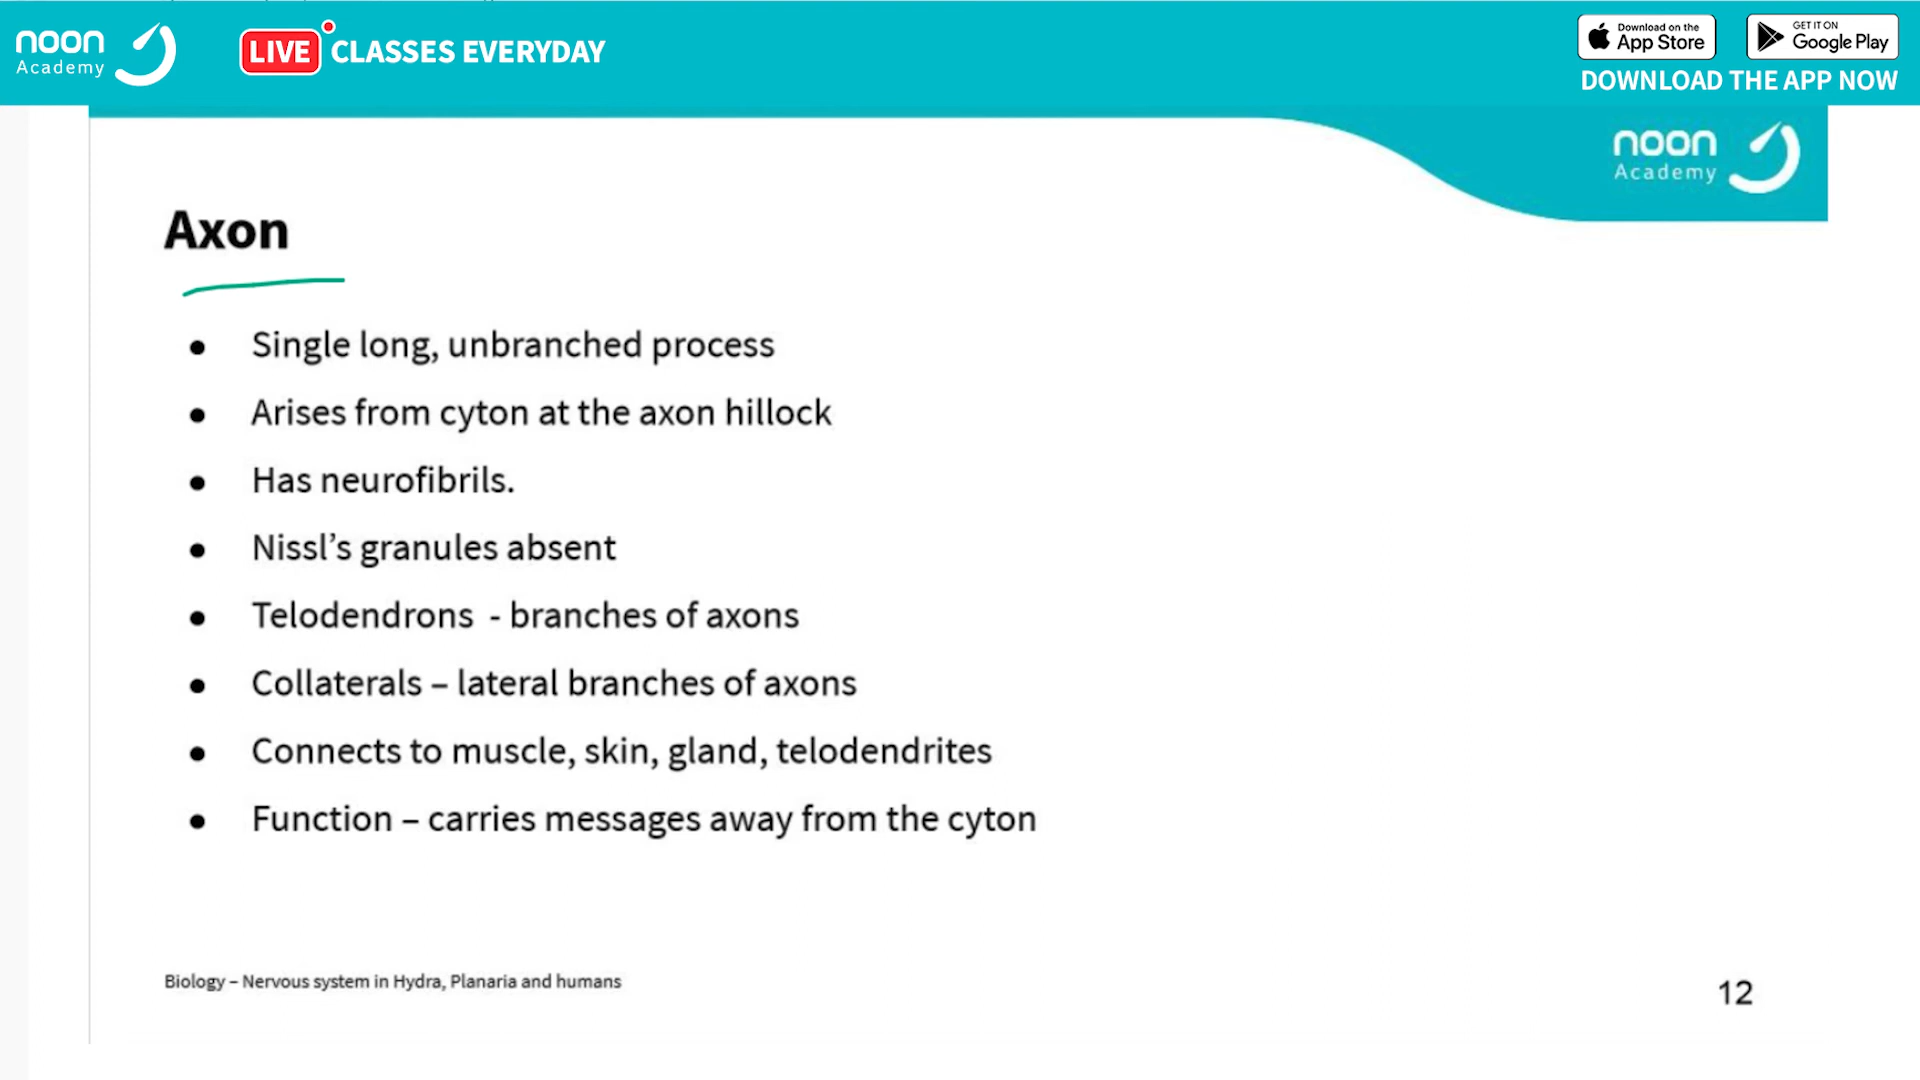 noon
Academy
LIVE CLASSES EVERYDAY
Download on the
App Store
GET IT ON
Google Play
DOWNLOAD THE APP NOW
noon
Academy
Axon
● Single long, unbranched process
● Arises from cyton at the axon hillock
● Has neurofibrils.
● Nissl’s granules absent
● Telodendrons - branches of axons
● Collaterals – lateral branches of axons
● Connects to muscle, skin, gland, telodendrites
● Function – carries messages away from the cyton
Biology – Nervous system in Hydra, Planaria and humans
12